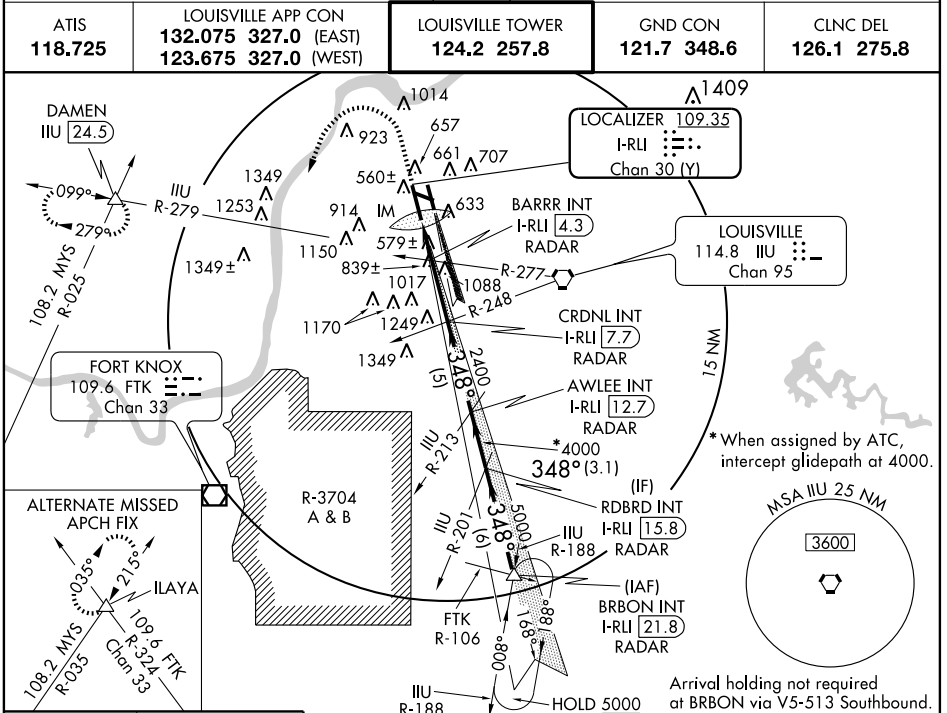 ATIS
118.725
LOUISVILLE APP CON
132.075 327.0 (EAST)
123.675 327.0 (WEST)
LOUISVILLE TOWER
124.2 257.8
GND CON
121.7 348.6
CLNC DEL
126.1 275.8
DAMEN
IIU 24.5
099°
279°
108.2 MYS
R-025
IIU
R-279
1014
923
657
661
707
560±
1349
1253
914
1150
1349±
IM
633
579±
839±
1017
1088
1170
1249
1349
1409
LOCALIZER 109.35
I-RLI
Chan 30 (Y)
BARRR INT
I-RLI 4.3
RADAR
LOUISVILLE
114.8 IIU
Chan 95
R-277
R-248
CRDNL INT
I-RLI 7.7
RADAR
15 NM
FORT KNOX
109.6 FTK
Chan 33
348°
(5)
2400
AWLEE INT
I-RLI 12.7
RADAR
*4000
348° (3.1)
* When assigned by ATC,
intercept glidepath at 4000.
IIU
R-213
R-3704
A & B
(IF)
RDBRD INT
I-RLI 15.8
RADAR
IIU
R-201
348°
(6)
5000
IIU
R-188
MSA IIU 25 NM
3600
ALTERNATE MISSED
APCH FIX
035°
215°
ILAYA
108.2 MYS
R-035
109.6 FTK
R-324
Chan 33
FTK
R-106
(IAF)
BRBON INT
I-RLI 21.8
RADAR
008°
168°
IIU
R-188
HOLD 5000
Arrival holding not required
at BRBON via V5-513 Southbound.